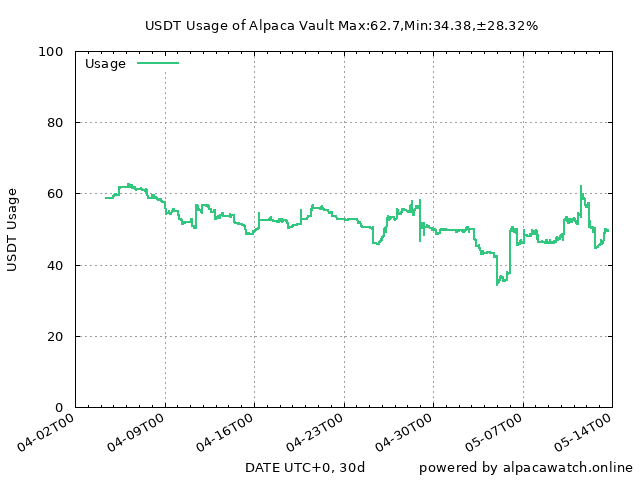 USDT Usage of Alpaca Vault Max:62.7,Min:34.38,±28.32%
Usage
100
80
60
40
20
0
USDT Usage
04-02T00
04-09T00
04-16T00
04-23T00
04-30T00
05-07T00
05-14T00
DATE UTC+0, 30d
powered by alpacawatch.online